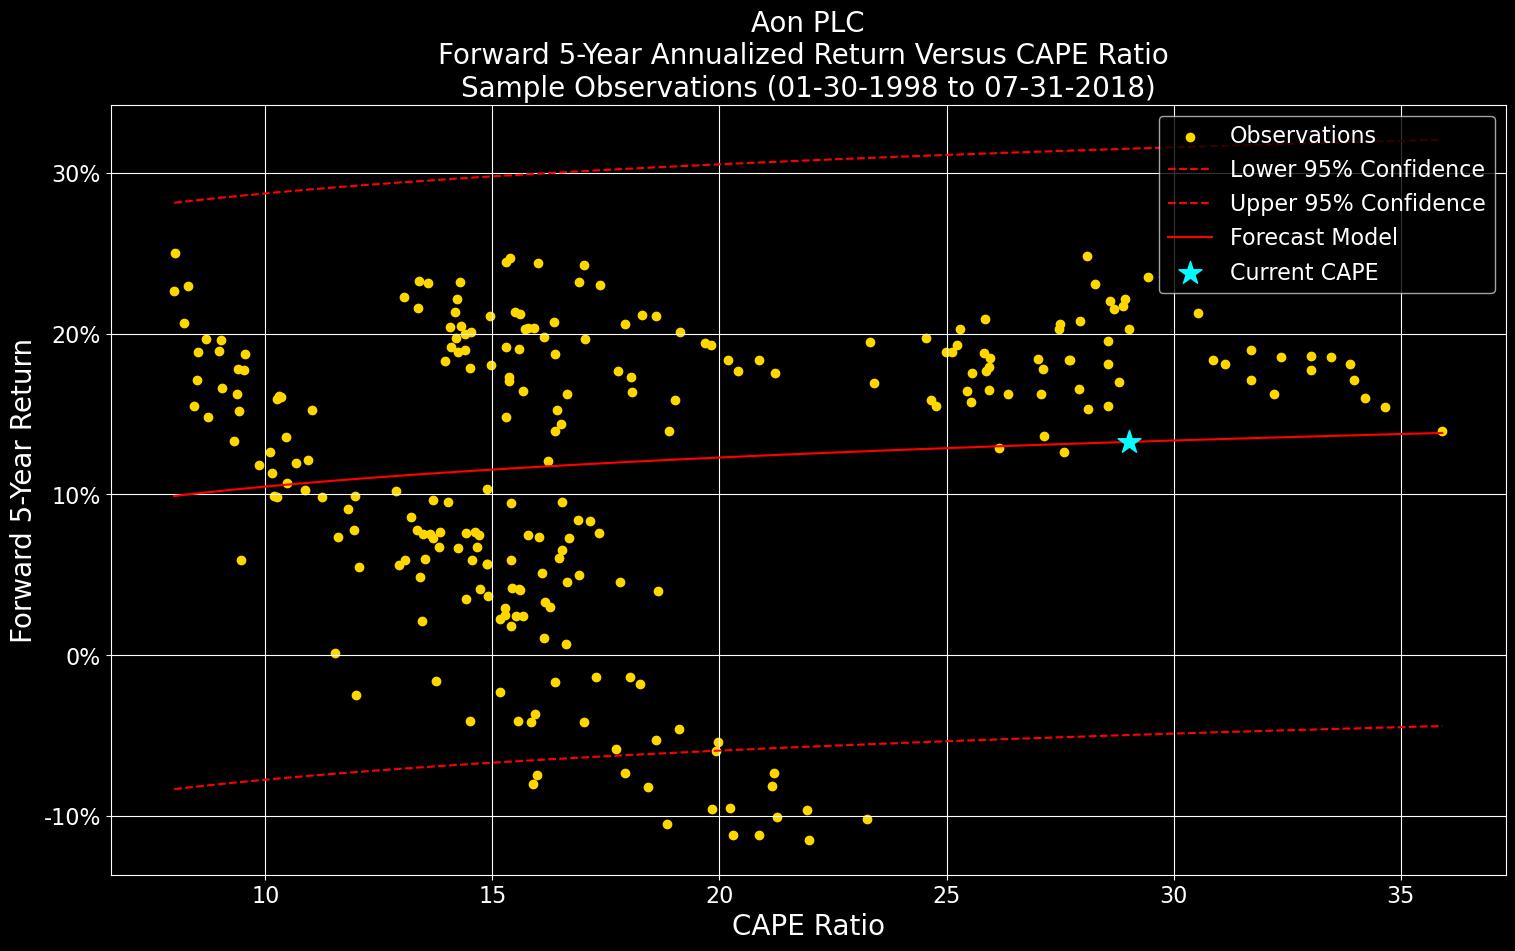 Aon PLC
Forward 5-Year Annualized Return Versus CAPE Ratio
Sample Observations (01-30-1998 to 07-31-2018)
Observations
Lower 95% Confidence
Upper 95% Confidence
Forecast Model
Current CAPE
Forward 5-Year Return
30%
20%
10%
0%
-10%
10 15 20 25 30 35
CAPE Ratio